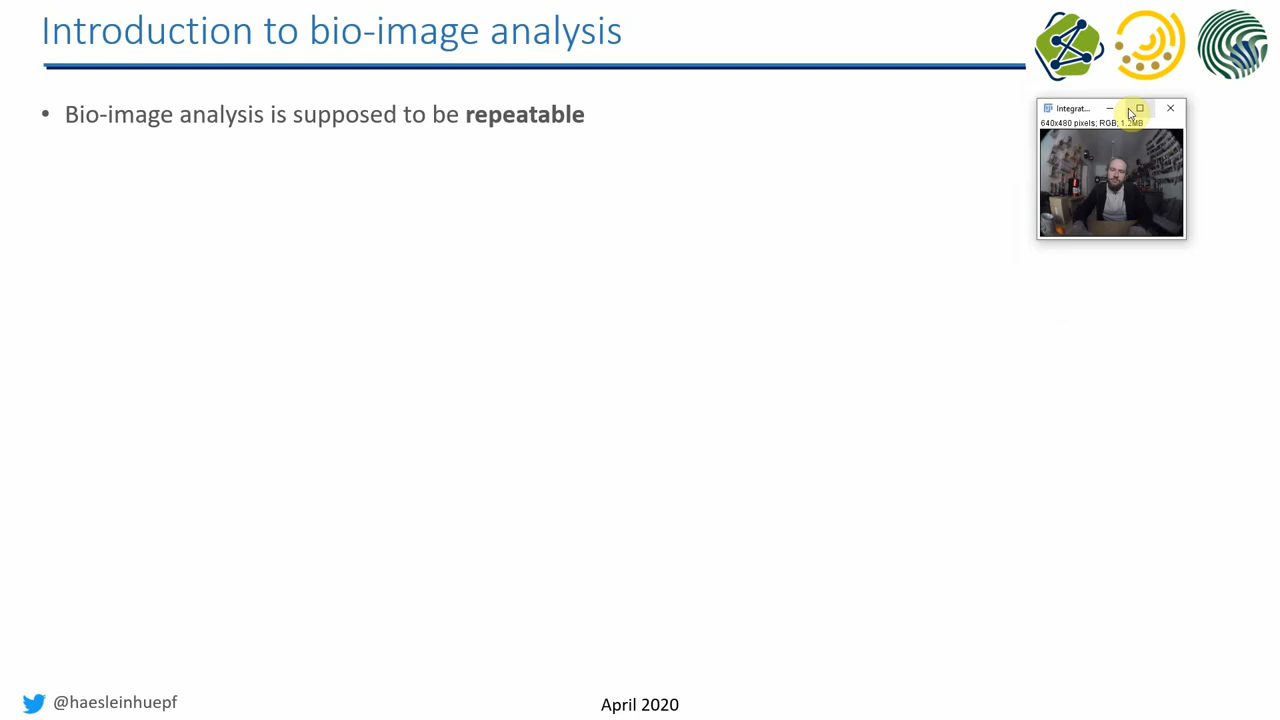 Introduction to bio-image analysis
• Bio-image analysis is supposed to be repeatable
Integrat...
640x480 pixels; RGB; 1.2MB
@haesleinhuepf
April 2020